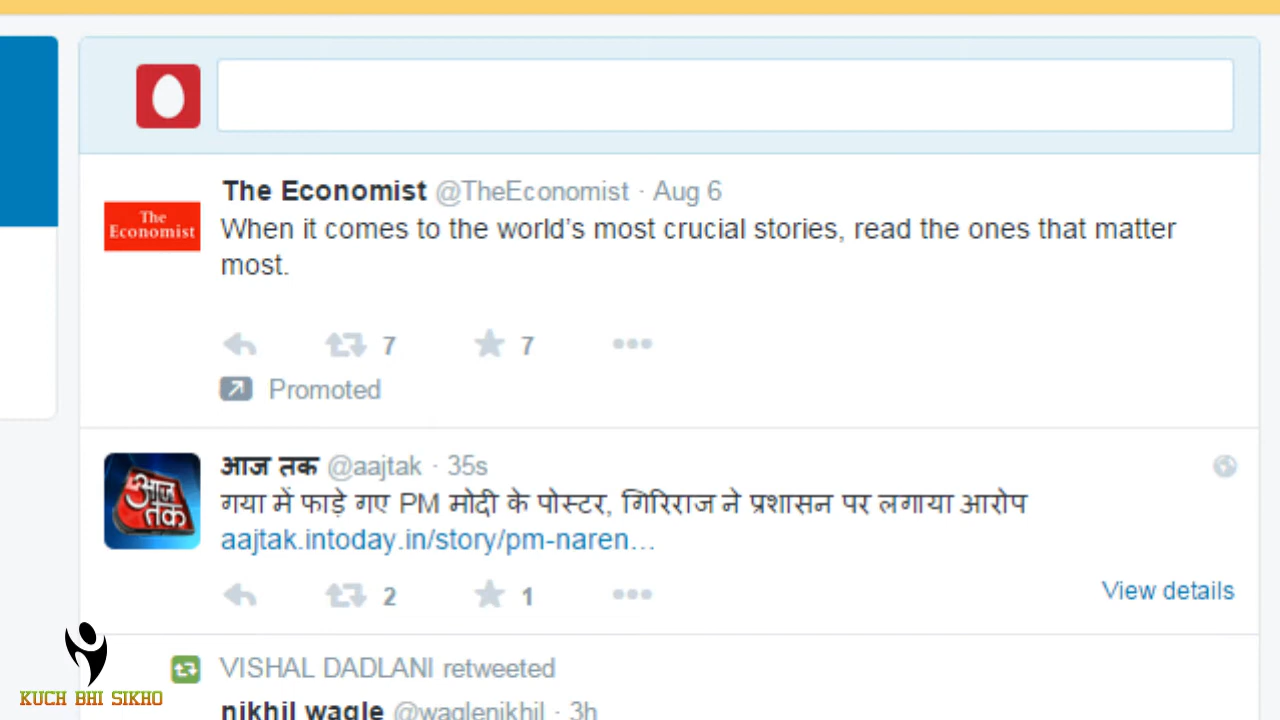 The Economist @TheEconomist · Aug 6
The
Economist
When it comes to the world’s most crucial stories, read the ones that matter
most.
7
7
Promoted
आज तक @aajtak · 35s
आज
तक
गया में फाड़े गए PM मोदी के पोस्टर, गिरिराज ने प्रशासन पर लगाया आरोप
aajtak.intoday.in/story/pm-naren...
2
1
View details
VISHAL DADLANI retweeted
KUCH BHI SIKHO
nikhil wagle @waglenikhil · 3h